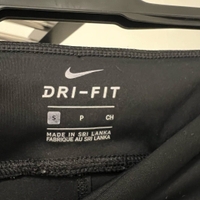 DRI-FIT
S P CH
MADE IN SRI LANKA
FABRIQUÉ AU SRI LANKA